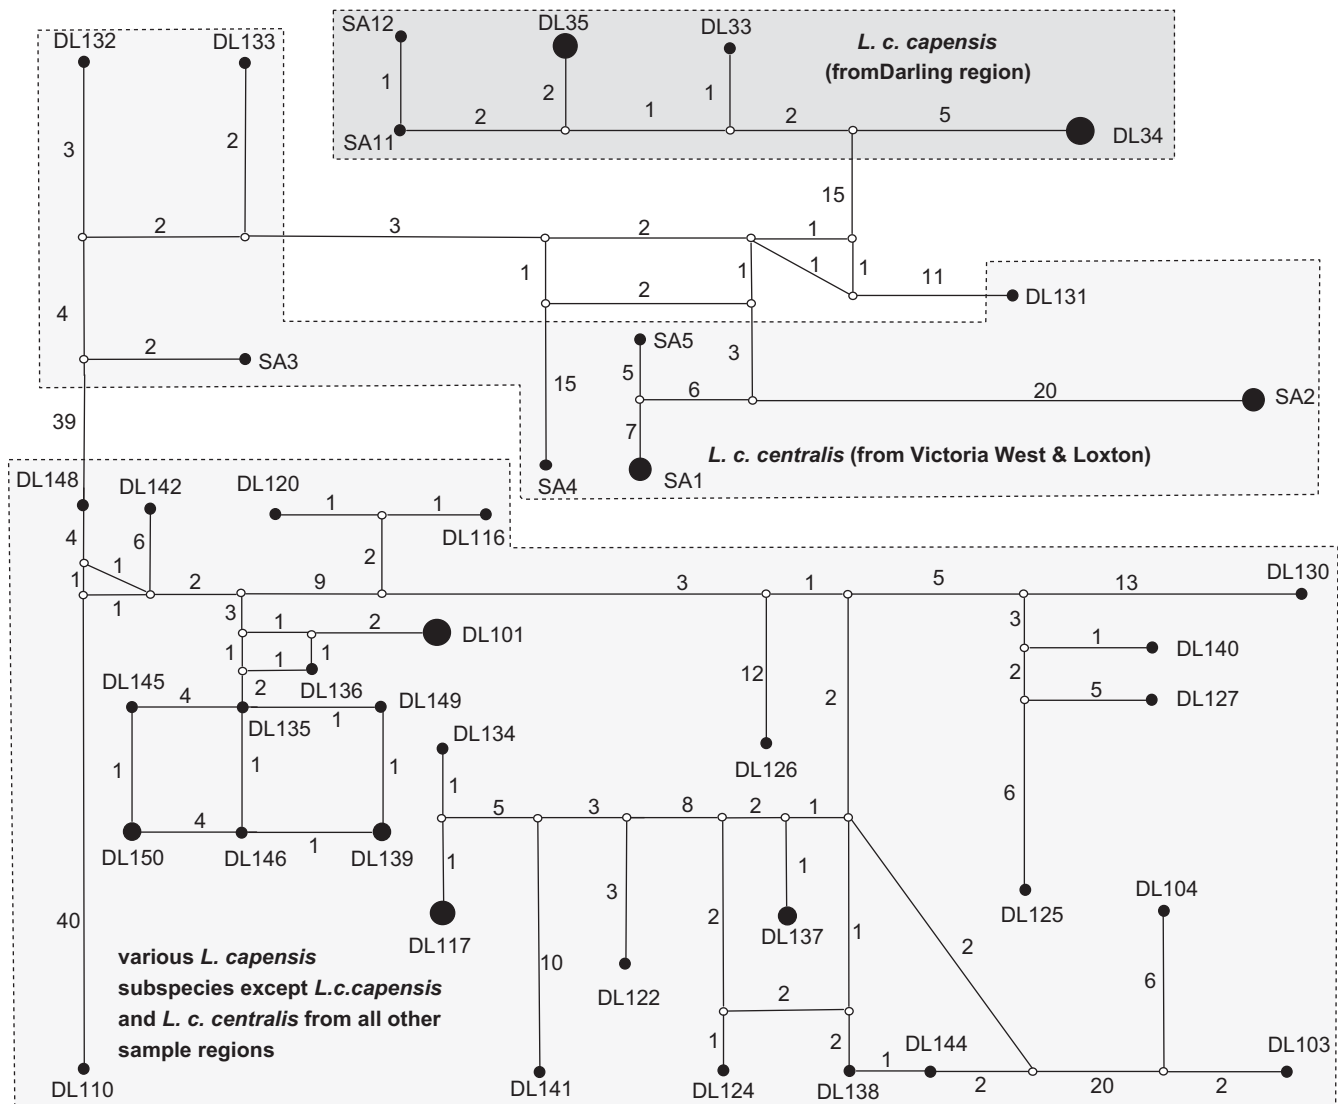 DL132
DL133
SA12
DL35
DL33
L. c. capensis
(fromDarling region)
1
2
1
3
2
2
1
2
5
SA11
DL34
15
2
3
2
1
1
1
1
1
11
2
DL131
4
2
SA3
SA5
3
15
5
6
20
SA2
39
7
L. c. centralis (from Victoria West & Loxton)
SA4
SA1
DL148
DL142
DL120
1
1
DL116
4
1
6
2
1
1
2
9
3
1
5
13
DL130
3
1
2
DL101
3
1
DL140
1
1
1
DL136
12
2
5
DL127
DL145
4
2
DL149
2
DL135
1
DL134
DL126
1
1
1
1
6
5
3
8
2
1
4
1
DL150
DL146
DL139
1
3
1
DL104
DL125
40
DL117
2
DL137
1
2
various L. capensis
subspecies except L.c.capensis
and L. c. centralis from all other
sample regions
10
DL122
6
2
1
2
1
DL144
DL103
DL110
DL141
DL124
DL138
2
20
2